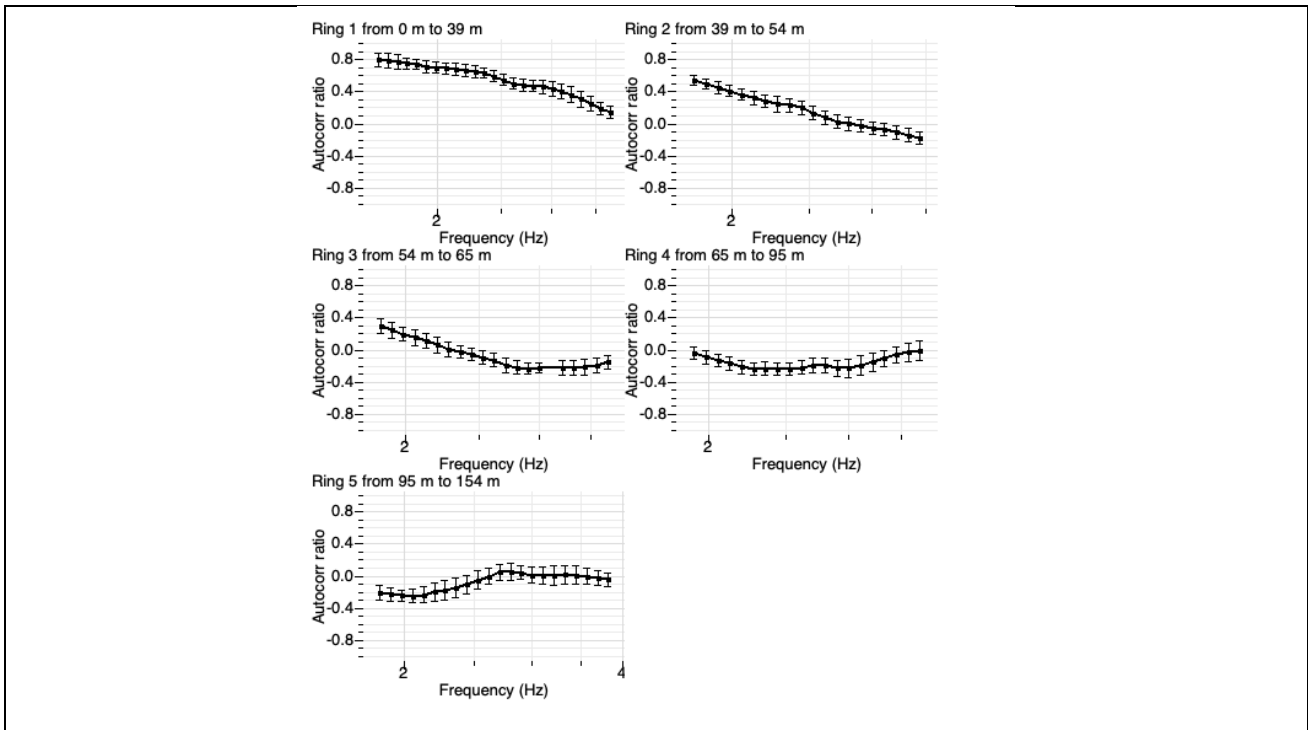 Ring 1 from 0 m to 39 m
0.8
0.4
0.0
-0.4
-0.8
Autocorr ratio
2
Frequency (Hz)
Ring 2 from 39 m to 54 m
0.8
0.4
0.0
-0.4
-0.8
Autocorr ratio
2
Frequency (Hz)
Ring 3 from 54 m to 65 m
0.8
0.4
0.0
-0.4
-0.8
Autocorr ratio
2
Frequency (Hz)
Ring 4 from 65 m to 95 m
0.8
0.4
0.0
-0.4
-0.8
Autocorr ratio
2
Frequency (Hz)
Ring 5 from 95 m to 154 m
0.8
0.4
0.0
-0.4
-0.8
Autocorr ratio
2
4
Frequency (Hz)